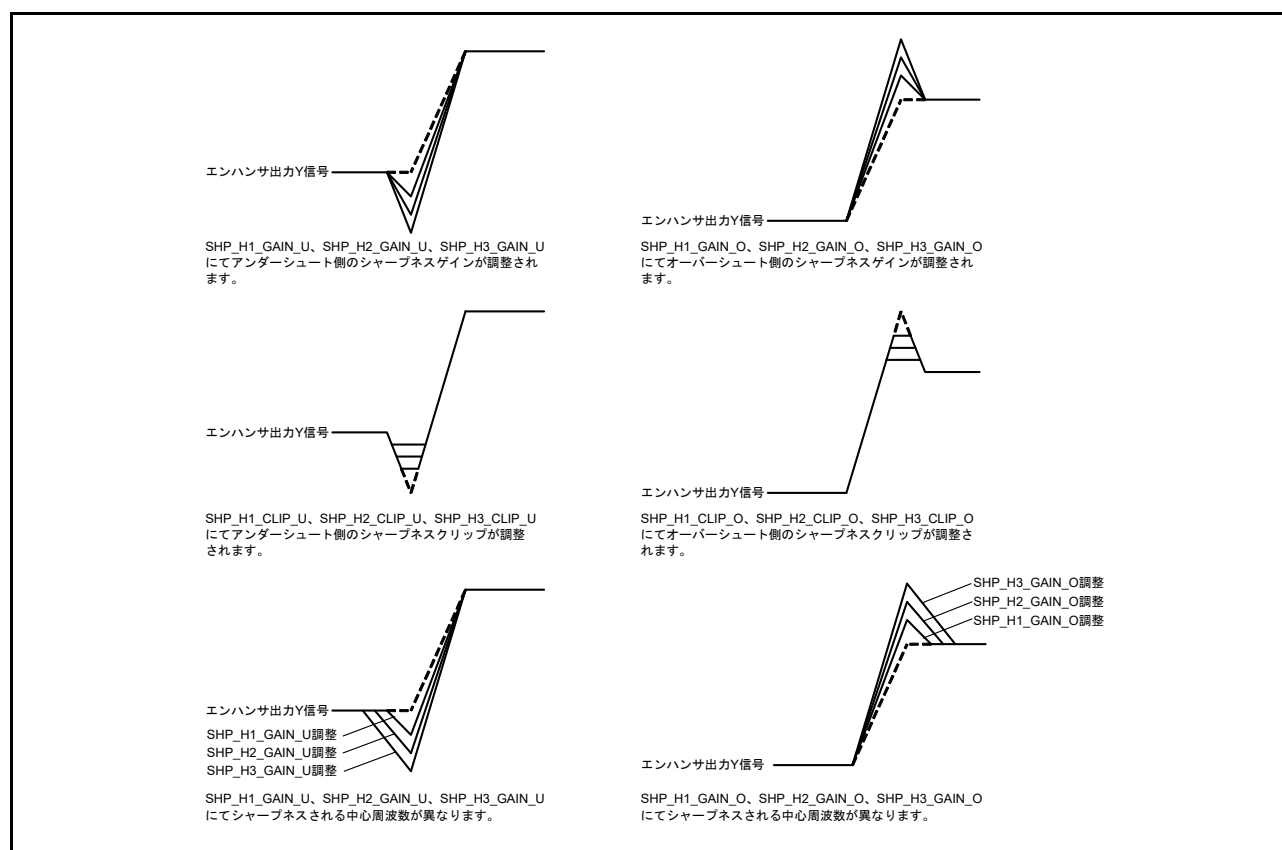 エンハンサ出力Y信号
SHP_H1_GAIN_U、SHP_H2_GAIN_U、SHP_H3_GAIN_U
にてアンダーシュート側のシャープネスゲインが調整され
ます。
エンハンサ出力Y信号
SHP_H1_GAIN_O、SHP_H2_GAIN_O、SHP_H3_GAIN_O
にてオーバーシュート側のシャープネスゲインが調整され
ます。
エンハンサ出力Y信号
SHP_H1_CLIP_U、SHP_H2_CLIP_U、SHP_H3_CLIP_U
にてアンダーシュート側のシャープネスクリップが調整
されます。
エンハンサ出力Y信号
SHP_H1_CLIP_O、SHP_H2_CLIP_O、SHP_H3_CLIP_O
にてオーバーシュート側のシャープネスクリップが調整さ
れます。
エンハンサ出力Y信号
SHP_H1_GAIN_U調整
SHP_H2_GAIN_U調整
SHP_H3_GAIN_U調整
SHP_H1_GAIN_U、SHP_H2_GAIN_U、SHP_H3_GAIN_U
にてシャープネスされる中心周波数が異なります。
SHP_H3_GAIN_O調整
SHP_H2_GAIN_O調整
SHP_H1_GAIN_O調整
エンハンサ出力Y信号
SHP_H1_GAIN_O、SHP_H2_GAIN_O、SHP_H3_GAIN_O
にてシャープネスされる中心周波数が異なります。